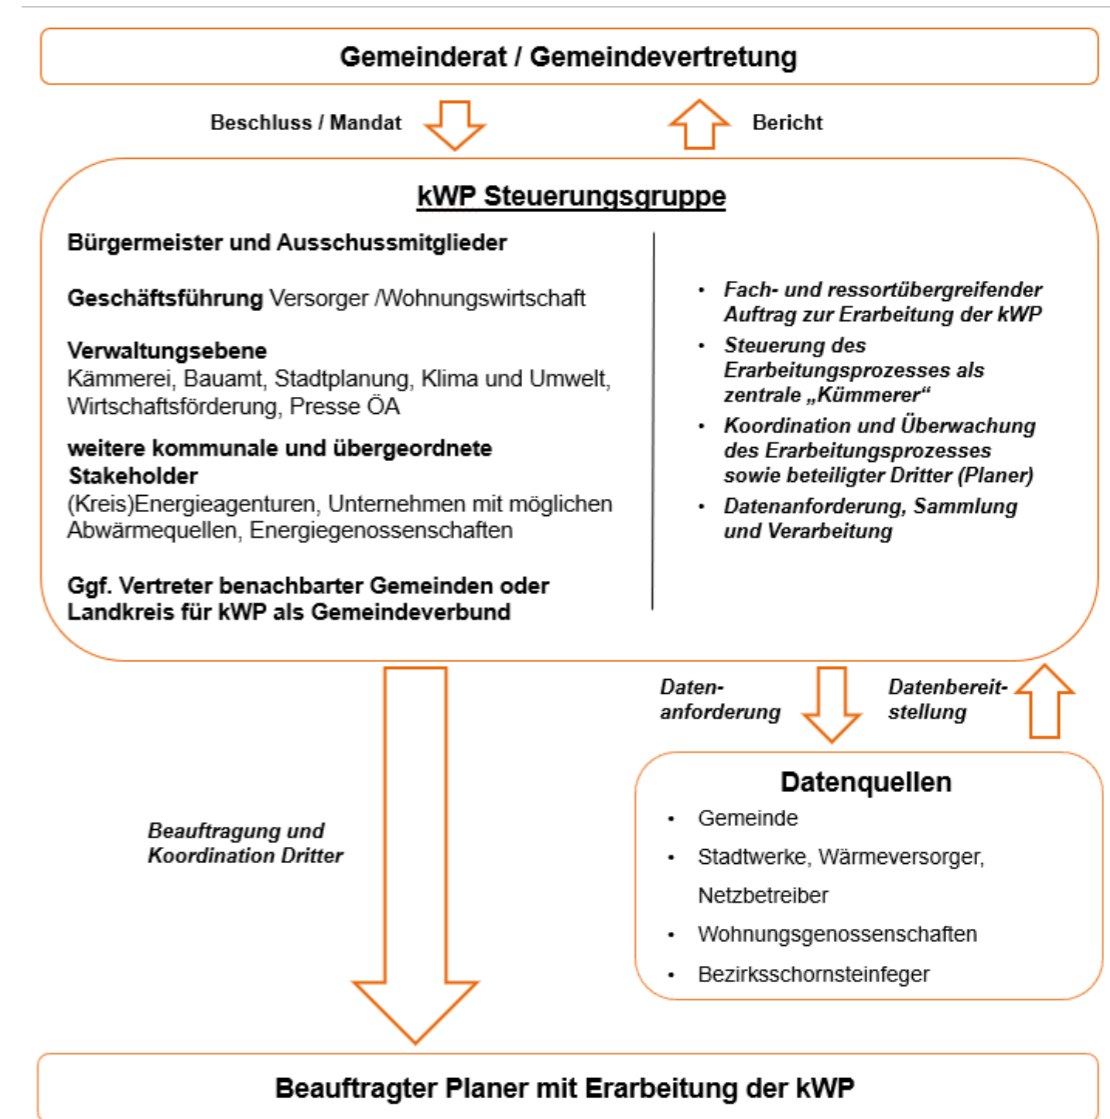 Gemeinderat / Gemeindevertretung
Beschluss / Mandat
Bericht
kWP Steuerungsgruppe
Bürgermeister und Ausschussmitglieder
Geschäftsführung Versorger /Wohnungswirtschaft
Verwaltungsebene
Kämmerei, Bauamt, Stadtplanung, Klima und Umwelt,
Wirtschaftsförderung, Presse ÖA
weitere kommunale und übergeordnete
Stakeholder
(Kreis)Energieagenturen, Unternehmen mit möglichen
Abwärmequellen, Energiegenossenschaften
Ggf. Vertreter benachbarter Gemeinden oder
Landkreis für kWP als Gemeindeverbund
• Fach- und ressortübergreifender
Auftrag zur Erarbeitung der kWP
• Steuerung des
Erarbeitungsprozesses als
zentrale „Kümmerer“
• Koordination und Überwachung
des Erarbeitungsprozesses
sowie beteiligter Dritter (Planer)
• Datenanforderung, Sammlung
und Verarbeitung
Beauftragung und
Koordination Dritter
Daten-
anforderung
Datenbereit-
stellung
Datenquellen
• Gemeinde
• Stadtwerke, Wärmeversorger,
Netzbetreiber
• Wohnungsgenossenschaften
• Bezirksschornsteinfeger
Beauftragter Planer mit Erarbeitung der kWP